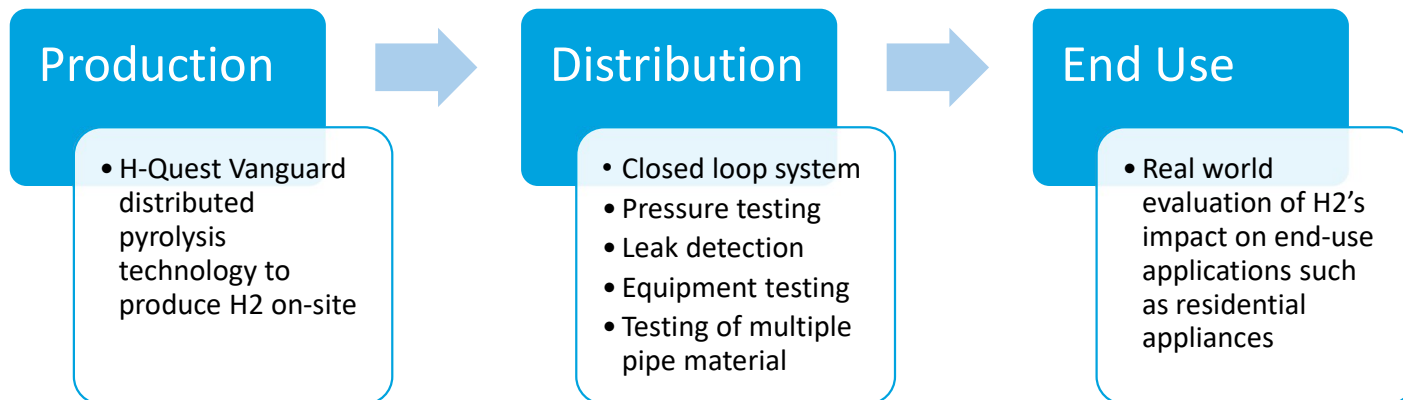 Production
• H-Quest Vanguard
distributed
pyrolysis
technology to
produce H2 on-site
Distribution
• Closed loop system
• Pressure testing
• Leak detection
• Equipment testing
• Testing of multiple
pipe material
End Use
• Real world
evaluation of H2’s
impact on end-use
applications such
as residential
appliances